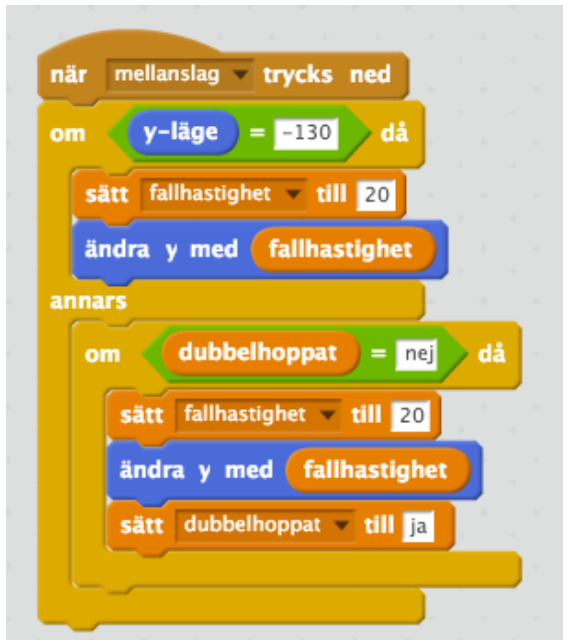 när mellanslag trycks ned
om y-läge = -130 då
sätt fallhastighet till 20
ändra y med fallhastighet
annars
om dubbelhoppat = nej då
sätt fallhastighet till 20
ändra y med fallhastighet
sätt dubbelhoppat till ja